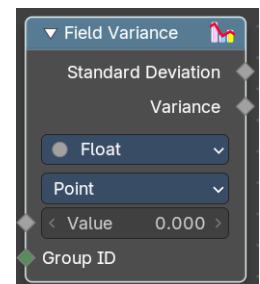 Field Variance
Standard Deviation
Variance
Float
Point
Value 0.000
Group ID